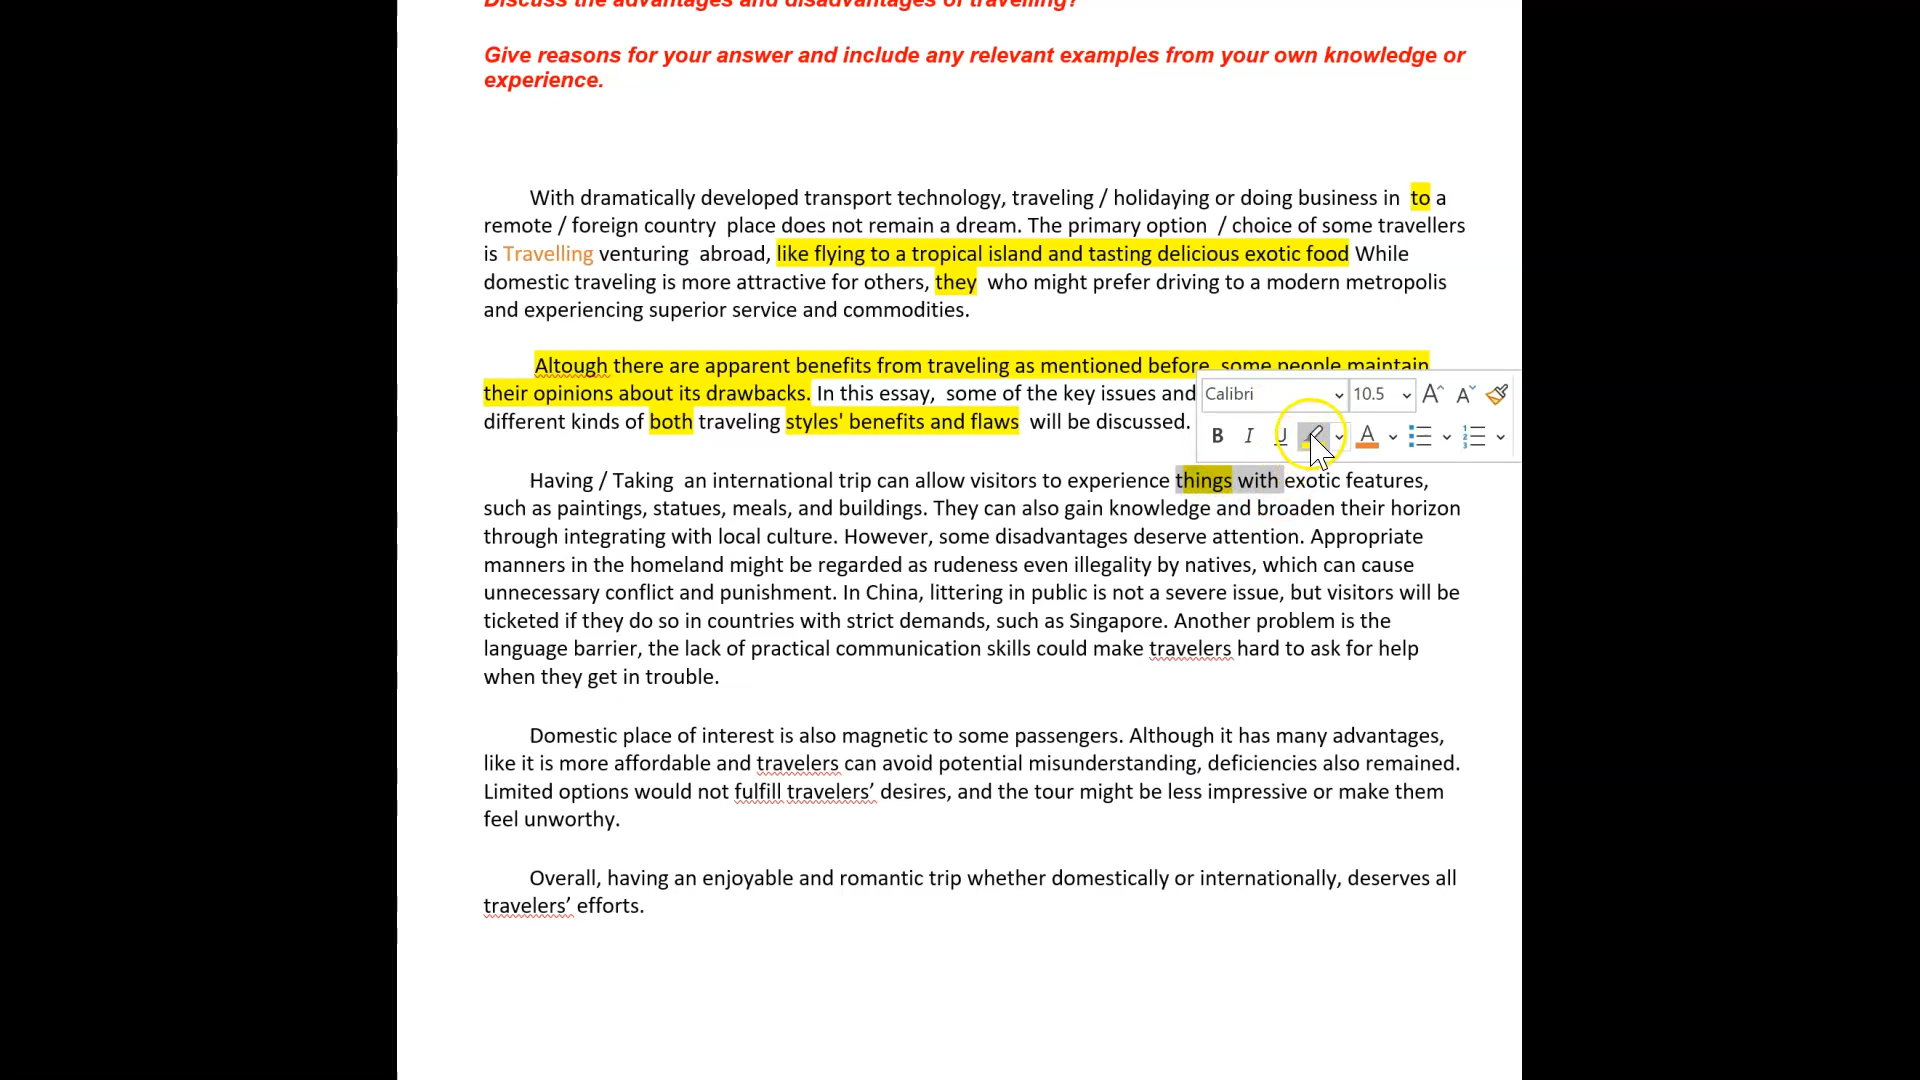 Discuss the advantages and disadvantages of travelling?
Give reasons for your answer and include any relevant examples from your own knowledge or
experience.
With dramatically developed transport technology, traveling / holidaying or doing business in  to a
remote / foreign country  place does not remain a dream. The primary option  / choice of some travellers
is Travelling venturing  abroad, like flying to a tropical island and tasting delicious exotic food While
domestic traveling is more attractive for others, they  who might prefer driving to a modern metropolis
and experiencing superior service and commodities.
Altough there are apparent benefits from traveling as mentioned before, some people maintain
their opinions about its drawbacks. In this essay,  some of the key issues and
Calibri 10.5
different kinds of both traveling styles' benefits and flaws  will be discussed.
B I U A
Having / Taking  an international trip can allow visitors to experience things with exotic features,
such as paintings, statues, meals, and buildings. They can also gain knowledge and broaden their horizon
through integrating with local culture. However, some disadvantages deserve attention. Appropriate
manners in the homeland might be regarded as rudeness even illegality by natives, which can cause
unnecessary conflict and punishment. In China, littering in public is not a severe issue, but visitors will be
ticketed if they do so in countries with strict demands, such as Singapore. Another problem is the
language barrier, the lack of practical communication skills could make travelers hard to ask for help
when they get in trouble.
Domestic place of interest is also magnetic to some passengers. Although it has many advantages,
like it is more affordable and travelers can avoid potential misunderstanding, deficiencies also remained.
Limited options would not fulfill travelers’ desires, and the tour might be less impressive or make them
feel unworthy.
Overall, having an enjoyable and romantic trip whether domestically or internationally, deserves all
travelers’ efforts.